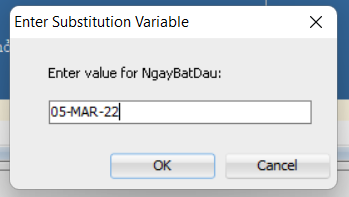 Enter Substitution Variable
Enter value for NgayBatDau:
05-MAR-22
OK
Cancel